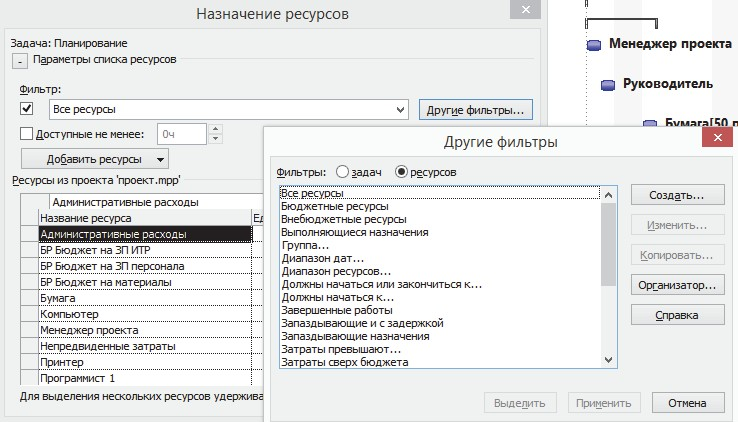 Назначение ресурсов
Задача: Планирование
- Параметры списка ресурсов
Фильтр:
Все ресурсы
Другие фильтры...
Доступные не менее: 0ч
Добавить ресурсы
Ресурсы из проекта 'проект.mpp'
Административные расходы
Название ресурса Ед
Административные расходы
БР Бюджет на ЗП ИТР
БР Бюджет на ЗП персонала
БР Бюджет на материалы
Бумага
Компьютер
Менеджер проекта
Непредвиденные затраты
Принтер
Программист 1
Для выделения нескольких ресурсов удержива
Менеджер проекта
Руководитель
Бумага[50 п
Другие фильтры
Фильтры: задач ресурсов
Все ресурсы
Бюджетные ресурсы
Внебюджетные ресурсы
Выполняющиеся назначения
Группа...
Диапазон дат...
Диапазон ресурсов...
Должны начаться или закончиться к...
Должны начаться к...
Завершенные работы
Запаздывающие и с задержкой
Запаздывающие назначения
Затраты превышают...
Затраты сверх бюджета
Создать...
Изменить...
Копировать...
Организатор...
Справка
Выделить Применить Отмена